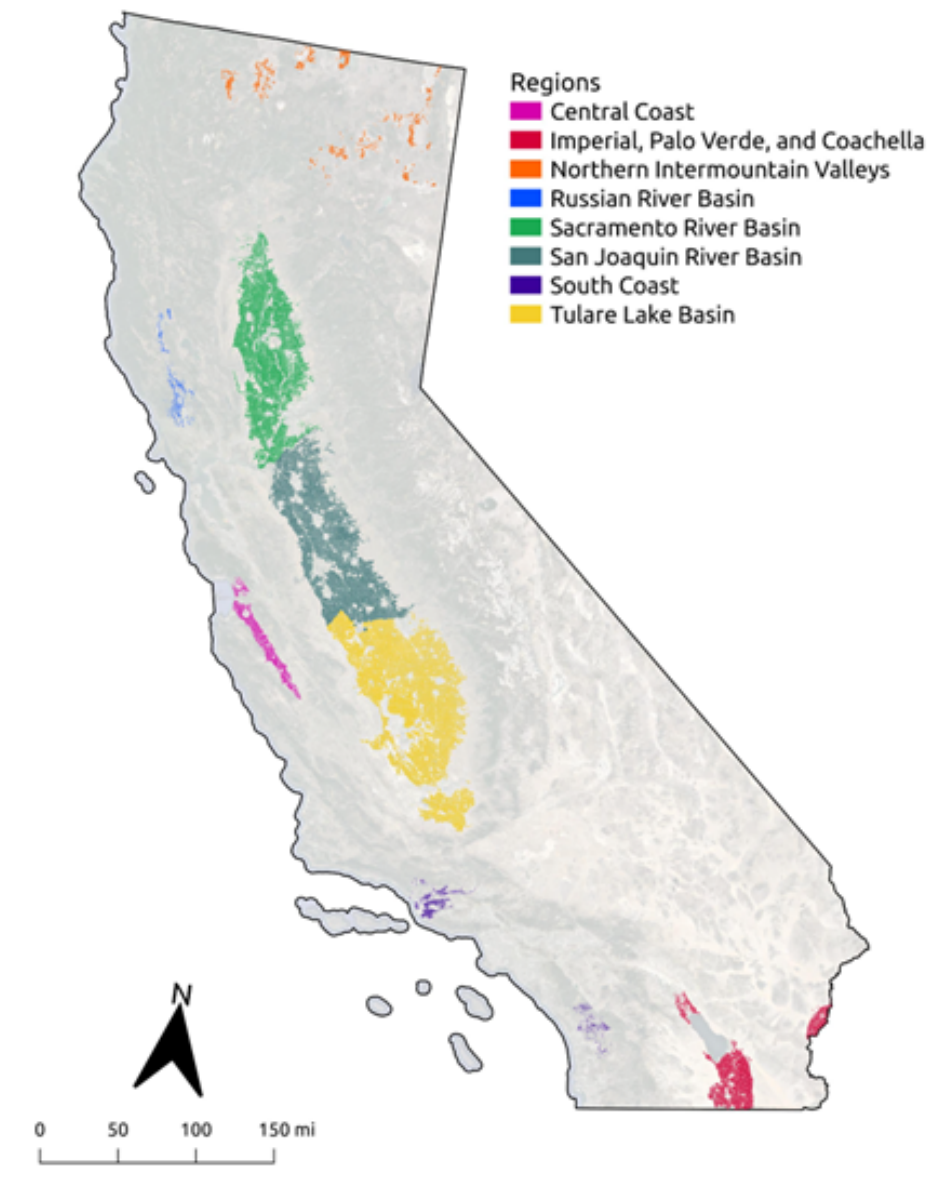 Regions
Central Coast
Imperial, Palo Verde, and Coachella
Northern Intermountain Valleys
Russian River Basin
Sacramento River Basin
San Joaquin River Basin
South Coast
Tulare Lake Basin
N
0 50 100 150 mi